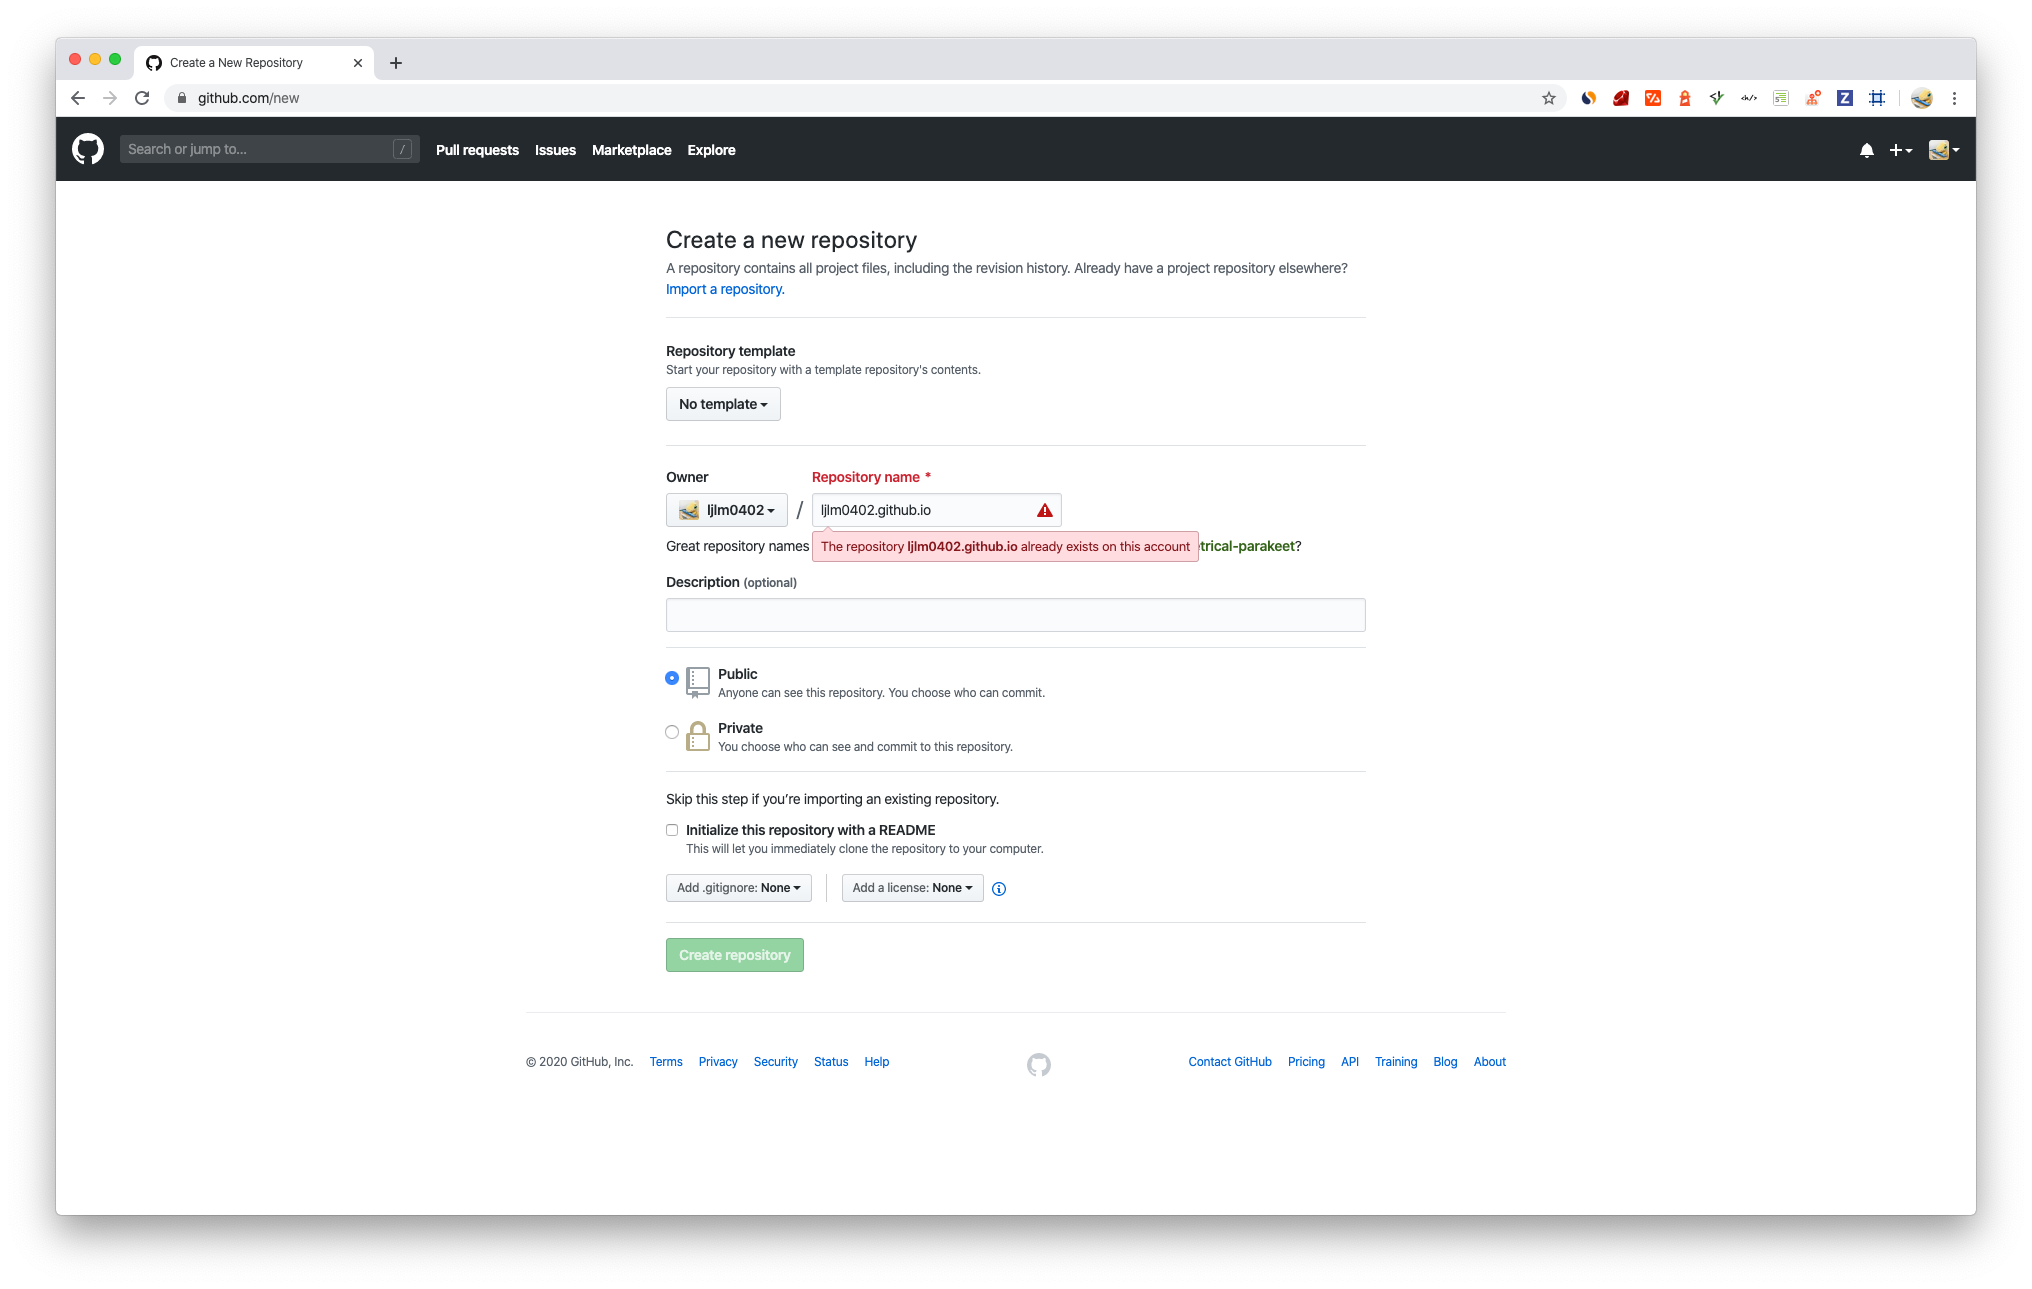 Create a New Repository
github.com/new
Search or jump to... /
Pull requests Issues Marketplace Explore
Create a new repository
A repository contains all project files, including the revision history. Already have a project repository elsewhere?
Import a repository.
Repository template
Start your repository with a template repository's contents.
No template
Owner Repository name *
ljlm0402 / ljlm0402.github.io
Great repository names The repository ljlm0402.github.io already exists on this account trical-parakeet?
Description (optional)
Public
Anyone can see this repository. You choose who can commit.
Private
You choose who can see and commit to this repository.
Skip this step if you’re importing an existing repository.
Initialize this repository with a README
This will let you immediately clone the repository to your computer.
Add .gitignore: None Add a license: None
Create repository
© 2020 GitHub, Inc. Terms Privacy Security Status Help Contact GitHub Pricing API Training Blog About